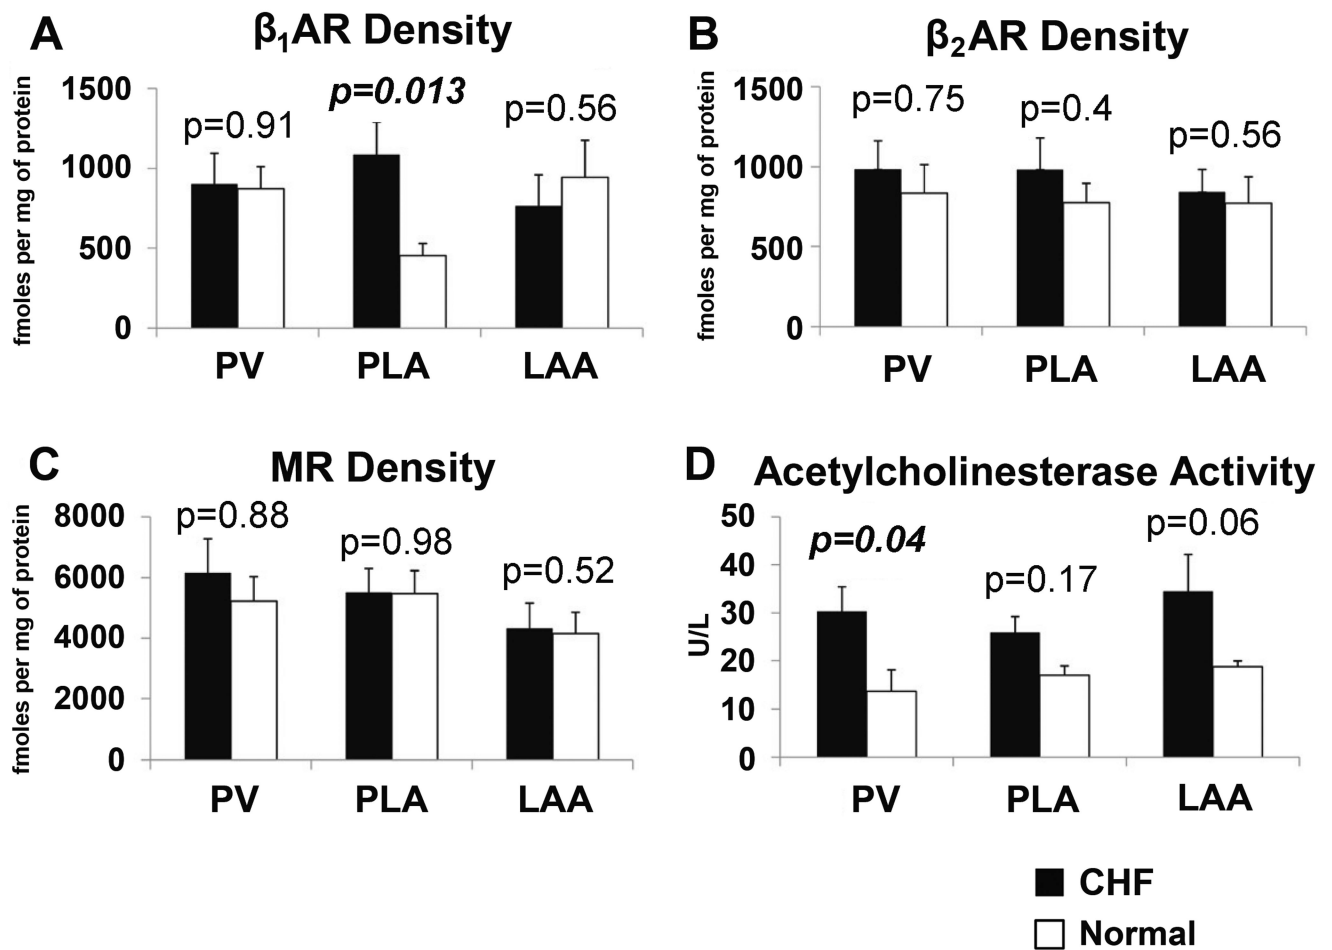 A
β₁AR Density
fmoles per mg of protein
1500
1000
500
0
p=0.91
p=0.013
p=0.56
PV
PLA
LAA
B
β₂AR Density
fmoles per mg of protein
1500
1000
500
0
p=0.75
p=0.4
p=0.56
PV
PLA
LAA
C
MR Density
fmoles per mg of protein
8000
6000
4000
2000
0
p=0.88
p=0.98
p=0.52
PV
PLA
LAA
D
Acetylcholinesterase Activity
U/L
50
40
30
20
10
0
p=0.04
p=0.17
p=0.06
PV
PLA
LAA
CHF
Normal